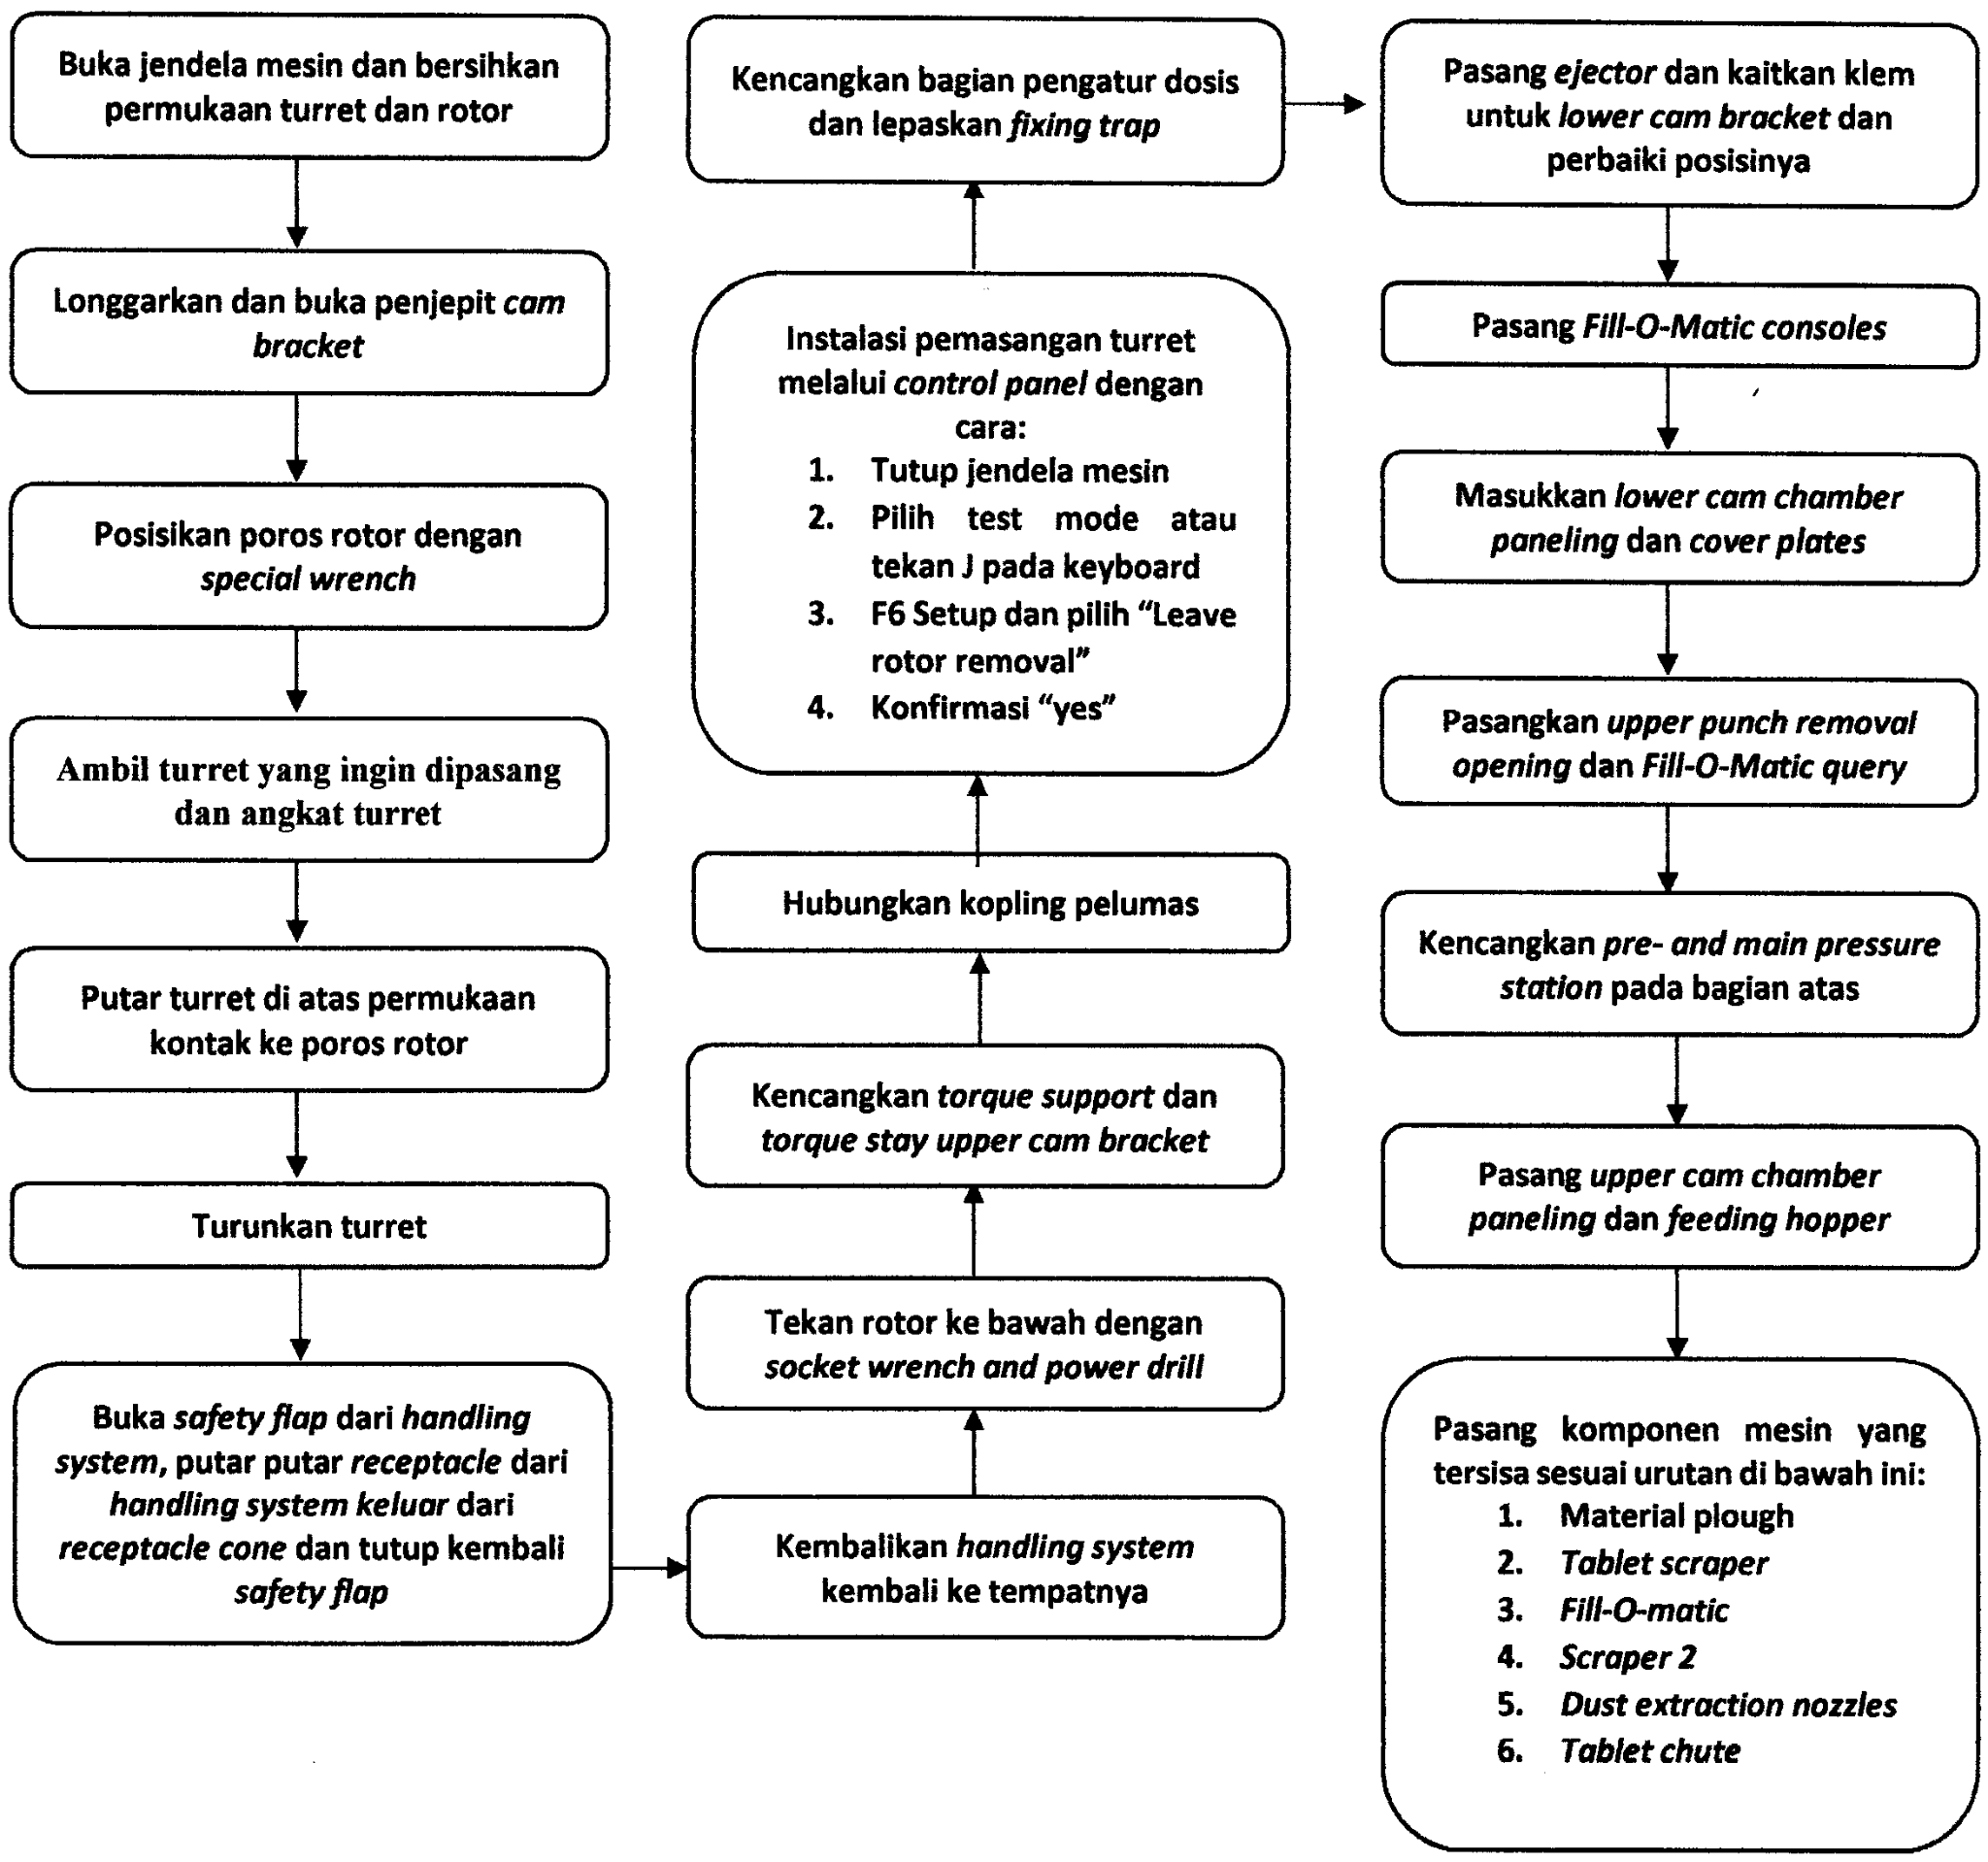 Buka jendela mesin dan bersihkan
permukaan turret dan rotor
Longgarkan dan buka penjepit cam
bracket
Posisikan poros rotor dengan
special wrench
Ambil turret yang ingin dipasang
dan angkat turret
Putar turret di atas permukaan
kontak ke poros rotor
Turunkan turret
Buka safety flap dari handling
system, putar putar receptacle dari
handling system keluar dari
receptacle cone dan tutup kembali
safety flap
Kembalikan handling system
kembali ke tempatnya
Tekan rotor ke bawah dengan
socket wrench and power drill
Kencangkan torque support dan
torque stay upper cam bracket
Hubungkan kopling pelumas
Instalasi pemasangan turret
melalui control panel dengan
cara:
1. Tutup jendela mesin
2. Pilih test mode atau
tekan J pada keyboard
3. F6 Setup dan pilih “Leave
rotor removal”
4. Konfirmasi “yes”
Kencangkan bagian pengatur dosis
dan lepaskan fixing trap
Pasang ejector dan kaitkan klem
untuk lower cam bracket dan
perbaiki posisinya
Pasang Fill-O-Matic consoles
Masukkan lower cam chamber
paneling dan cover plates
Pasangkan upper punch removal
opening dan Fill-O-Matic query
Kencangkan pre- and main pressure
station pada bagian atas
Pasang upper cam chamber
paneling dan feeding hopper
Pasang komponen mesin yang
tersisa sesuai urutan di bawah ini:
1. Material plough
2. Tablet scraper
3. Fill-O-matic
4. Scraper 2
5. Dust extraction nozzles
6. Tablet chute